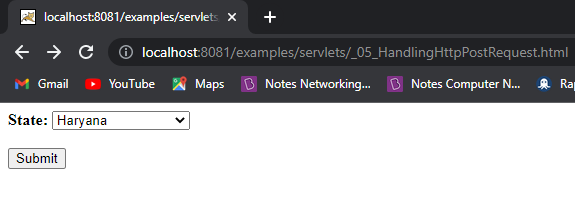 localhost:8081/examples/servlets
localhost:8081/examples/servlets/_05_HandlingHttpPostRequest.html
Gmail YouTube Maps Notes Networking... Notes Computer N... Rap
State: Haryana
Submit